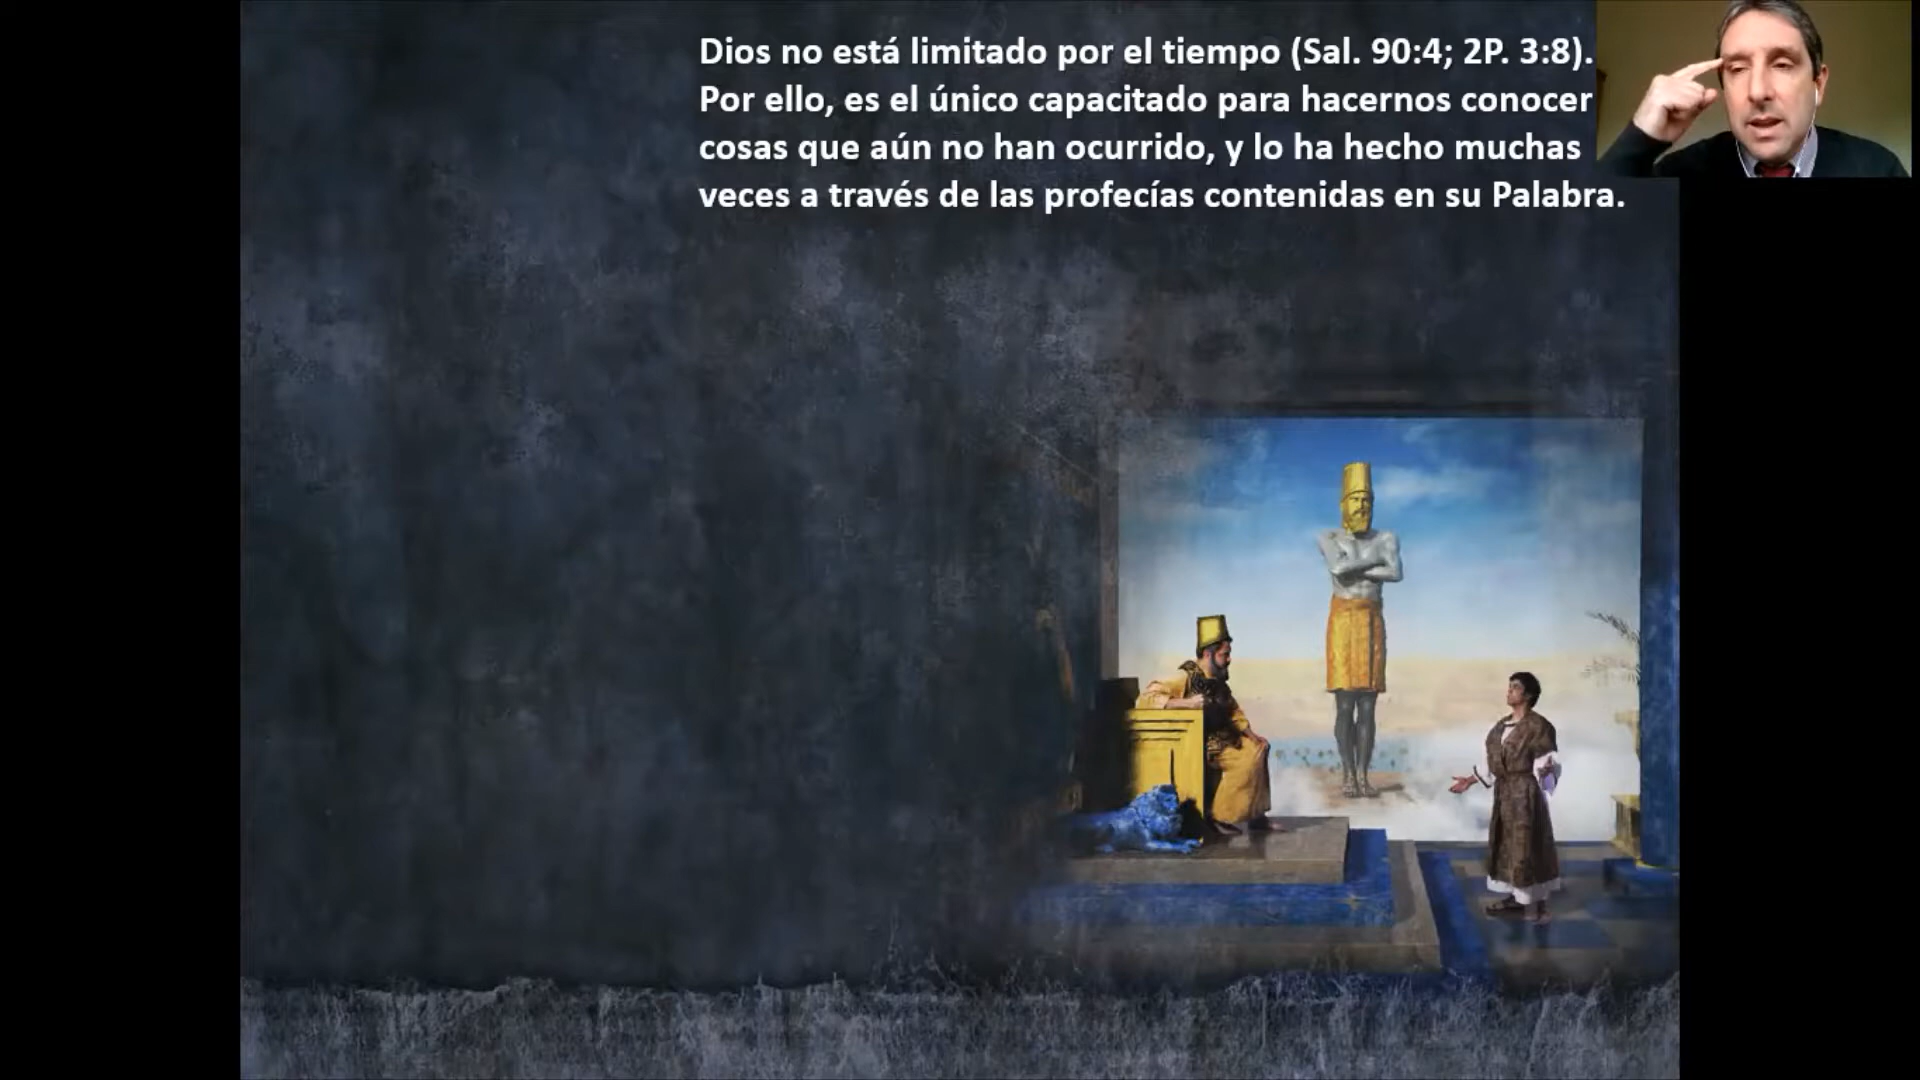 Dios no está limitado por el tiempo (Sal. 90:4; 2P. 3:8).
Por ello, es el único capacitado para hacernos conocer
cosas que aún no han ocurrido, y lo ha hecho muchas
veces a través de las profecías contenidas en su Palabra.